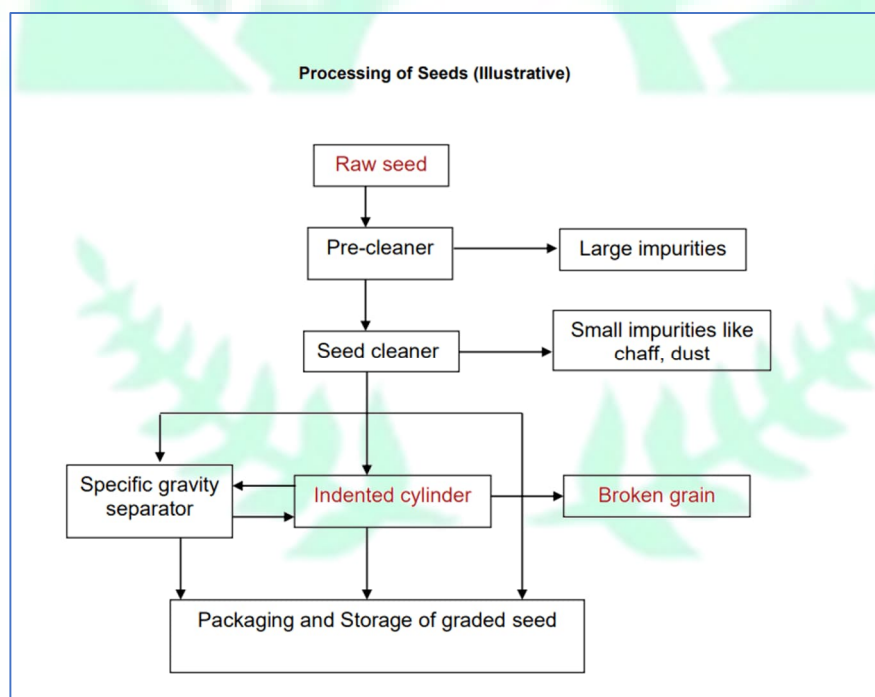 Processing of Seeds (Illustrative)
Raw seed
Pre-cleaner
Large impurities
Seed cleaner
Small impurities like
chaff, dust
Specific gravity
separator
Indented cylinder
Broken grain
Packaging and Storage of graded seed